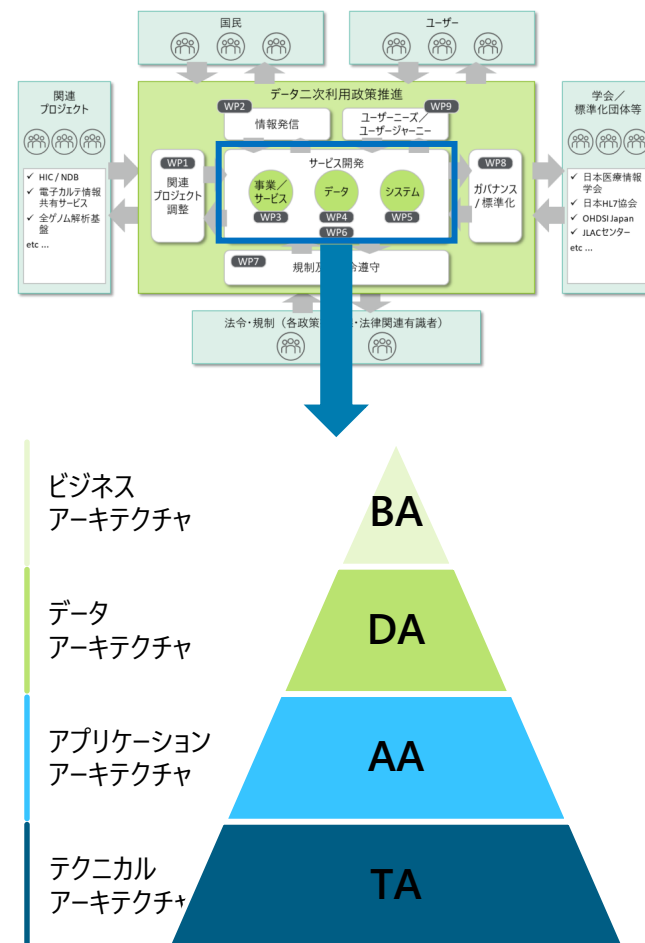 国民
ユーザー
関連
プロジェクト
✓ HIC / NDB
✓ 電子カルテ情報
共有サービス
✓ 全ゲノム解析基
盤
etc ...
データ二次利用政策推進
WP2
情報発信
WP9
ユーザーニーズ／
ユーザージャーニー
WP1
関連
プロジェクト
調整
サービス開発
事業／
サービス
データ
システム
WP3
WP4
WP5
WP6
WP8
ガバナンス
/ 標準化
WP7
規制及
令遵守
学会／
標準化団体等
✓ 日本医療情報
学会
✓ 日本HL7協会
✓ OHDSI Japan
✓ JLACセンター
etc ...
法令・規制（各政策
・法律関連有識者）
ビジネス
アーキテクチャ
BA
データ
アーキテクチャ
DA
アプリケーション
アーキテクチャ
AA
テクニカル
アーキテクチャ
TA